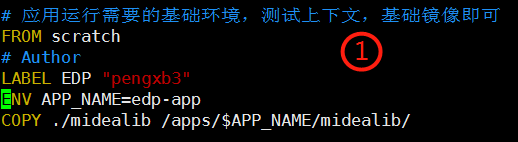 # 应用运行需要的基础环境，测试上下文，基础镜像即可
FROM scratch
# Author
LABEL EDP "pengxb3"
ENV APP_NAME=edp-app
COPY ./midealib /apps/$APP_NAME/midealib/
1